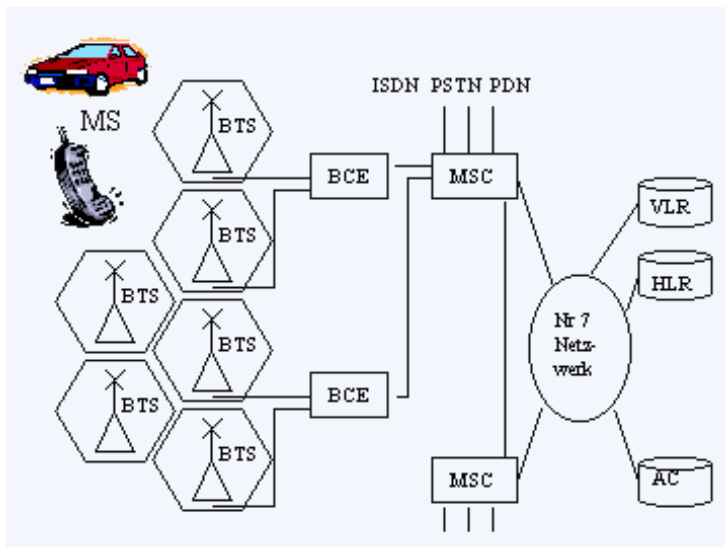 MS
BTS
BTS
BTS
BTS
BTS
BTS
BCE
BCE
ISDN PSTN PDN
MSC
MSC
Nr 7
Netz-
werk
VLR
HLR
AC